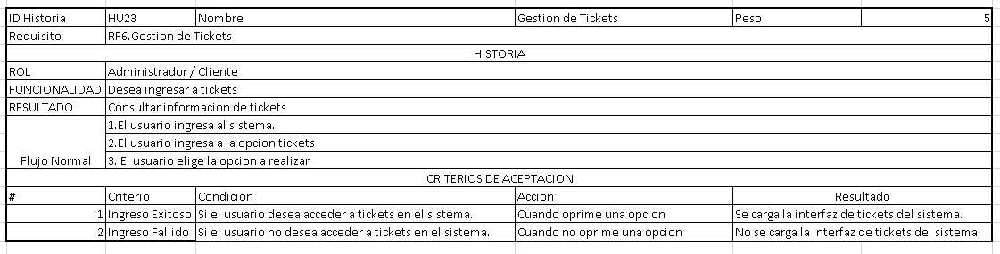 ID Historia HU23 Nombre Gestion de Tickets Peso 5
Requisito RF6.Gestion de Tickets
HISTORIA
ROL Administrador / Cliente
FUNCIONALIDAD Desea ingresar a tickets
RESULTADO Consultar informacion de tickets
1.El usuario ingresa al sistema.
2.El usuario ingresa a la opcion tickets
Flujo Normal 3. El usuario elige la opcion a realizar
CRITERIOS DE ACEPTACION
# Criterio Condicion Accion Resultado
1 Ingreso Exitoso Si el usuario desea acceder a tickets en el sistema. Cuando oprime una opcion Se carga la interfaz de tickets del sistema.
2 Ingreso Fallido Si el usuario no desea acceder a tickets en el sistema. Cuando no oprime una opcion No se carga la interfaz de tickets del sistema.